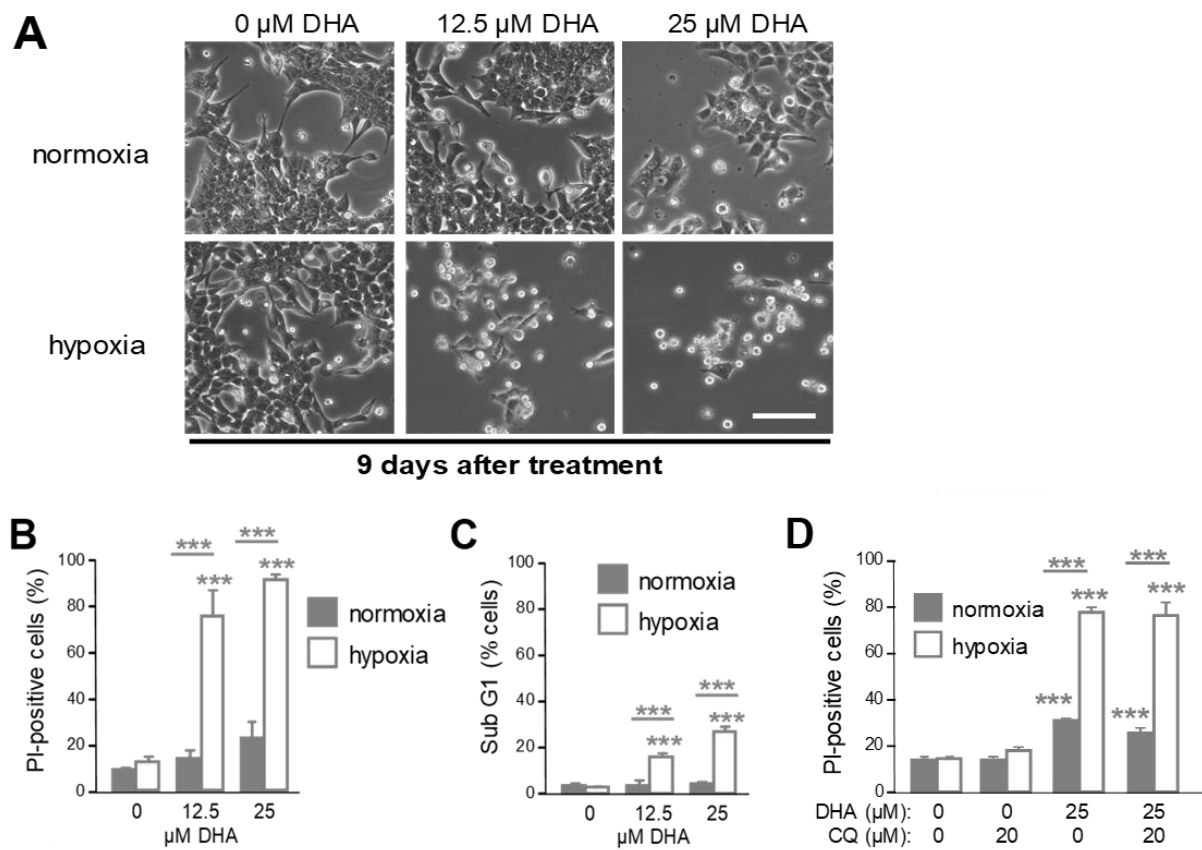 A
0 µM DHA 12.5 µM DHA 25 µM DHA
normoxia
hypoxia
9 days after treatment
B
PI-positive cells (%)
100
80
60
40
20
0
***
***
***
***
normoxia
hypoxia
0 12.5 25
µM DHA
C
Sub G1 (% cells)
100
80
60
40
20
0
normoxia
hypoxia
***
***
***
***
0 12.5 25
µM DHA
D
PI-positive cells (%)
100
80
60
40
20
0
normoxia
hypoxia
***
***
***
***
***
***
DHA (µM): 0 0 25 25
CQ (µM): 0 20 0 20